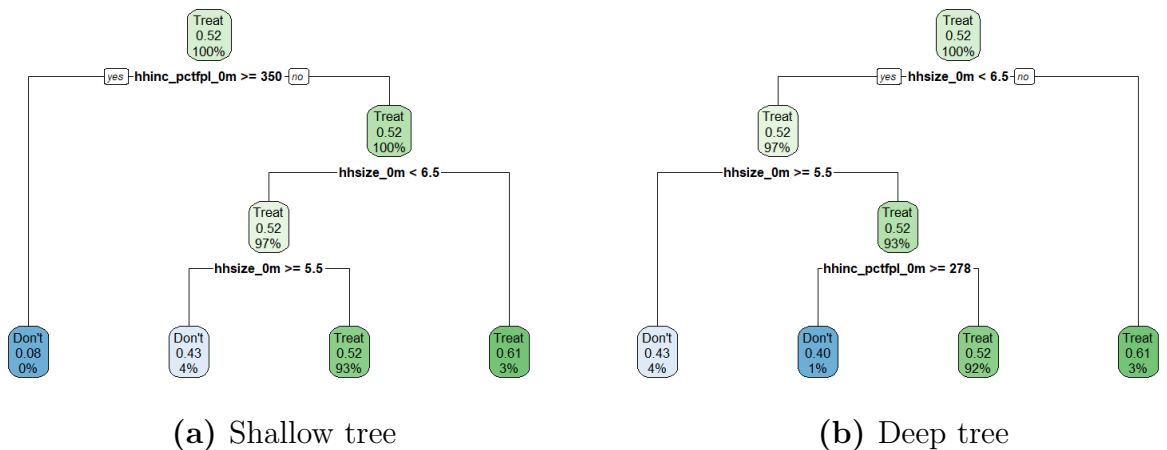 Treat
0.52
100%
yes hhinc_pctfpl_0m >= 350 no
Treat
0.52
100%
hhsize_0m < 6.5
Treat
0.52
97%
hhsize_0m >= 5.5
Don't
0.08
0%
Don't
0.43
4%
Treat
0.52
93%
Treat
0.61
3%
(a) Shallow tree
Treat
0.52
100%
yes hhsize_0m < 6.5 no
Treat
0.52
97%
hhsize_0m >= 5.5
Treat
0.52
93%
hhinc_pctfpl_0m >= 278
Don't
0.43
4%
Don't
0.40
1%
Treat
0.52
92%
Treat
0.61
3%
(b) Deep tree